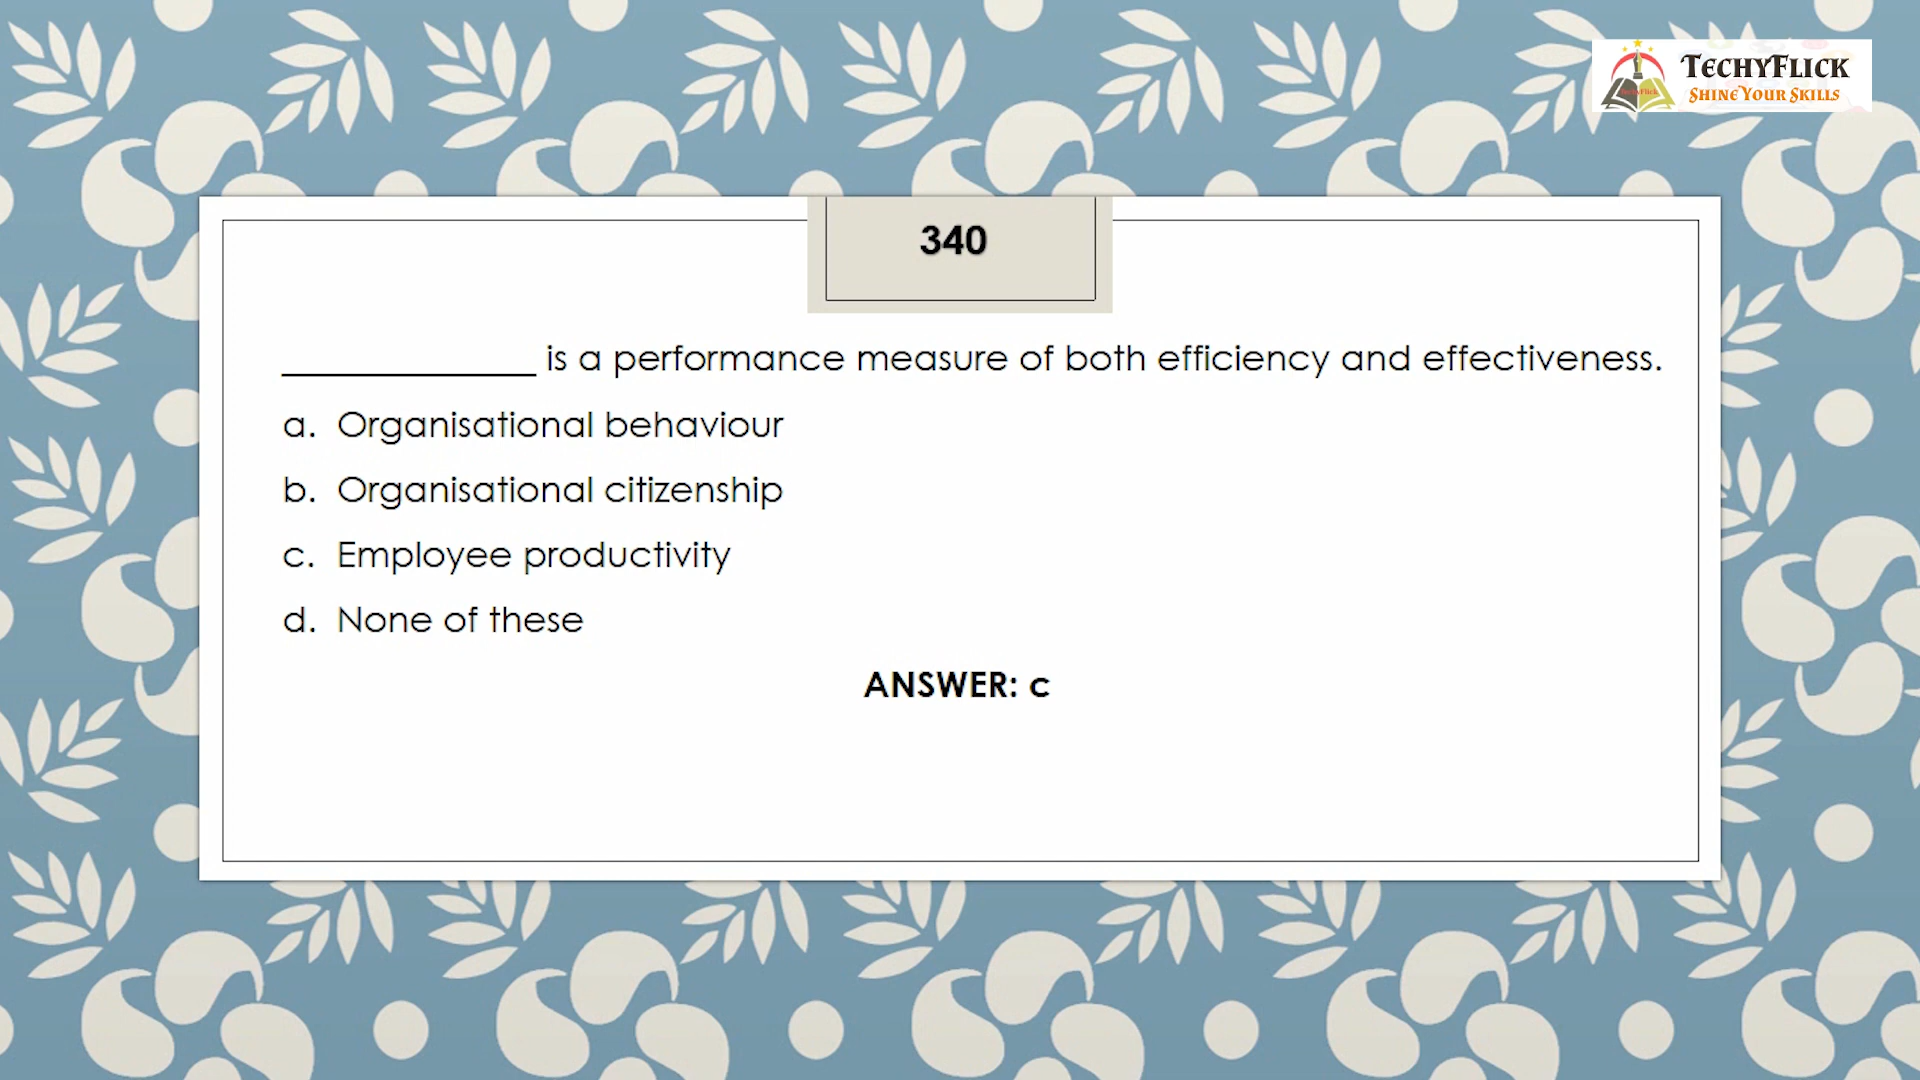 TECHYFLICK
SHINE YOUR SKILLS
340
______________ is a performance measure of both efficiency and effectiveness.
a. Organisational behaviour
b. Organisational citizenship
c. Employee productivity
d. None of these
ANSWER: c